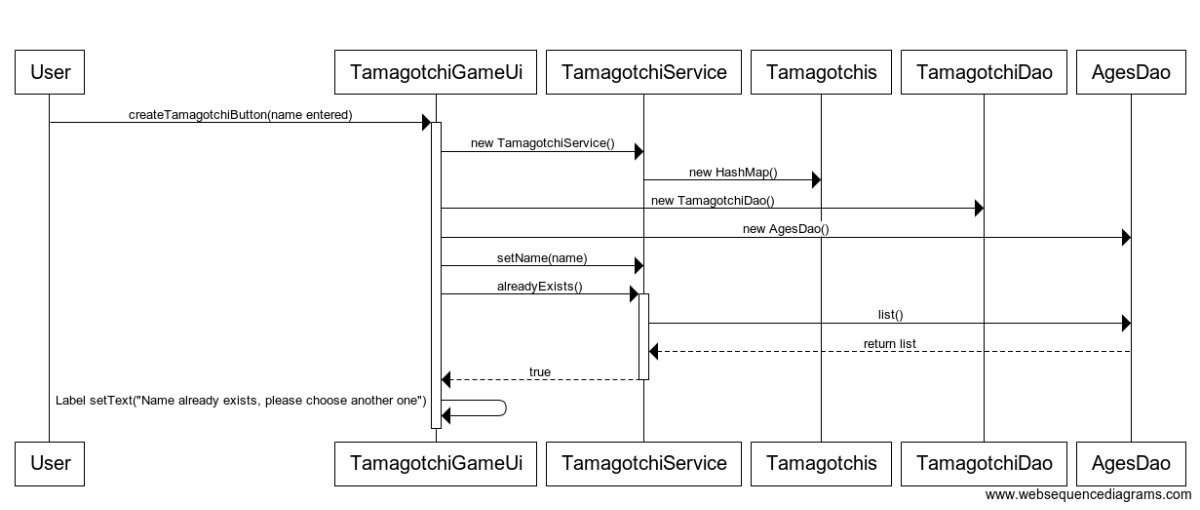 User
TamagotchiGameUi
TamagotchiService
Tamagotchis
TamagotchiDao
AgesDao
createTamagotchiButton(name entered)
new TamagotchiService()
new HashMap()
new TamagotchiDao()
new AgesDao()
setName(name)
alreadyExists()
list()
return list
true
Label setText("Name already exists, please choose another one")
User
TamagotchiGameUi
TamagotchiService
Tamagotchis
TamagotchiDao
AgesDao
www.websequencediagrams.com